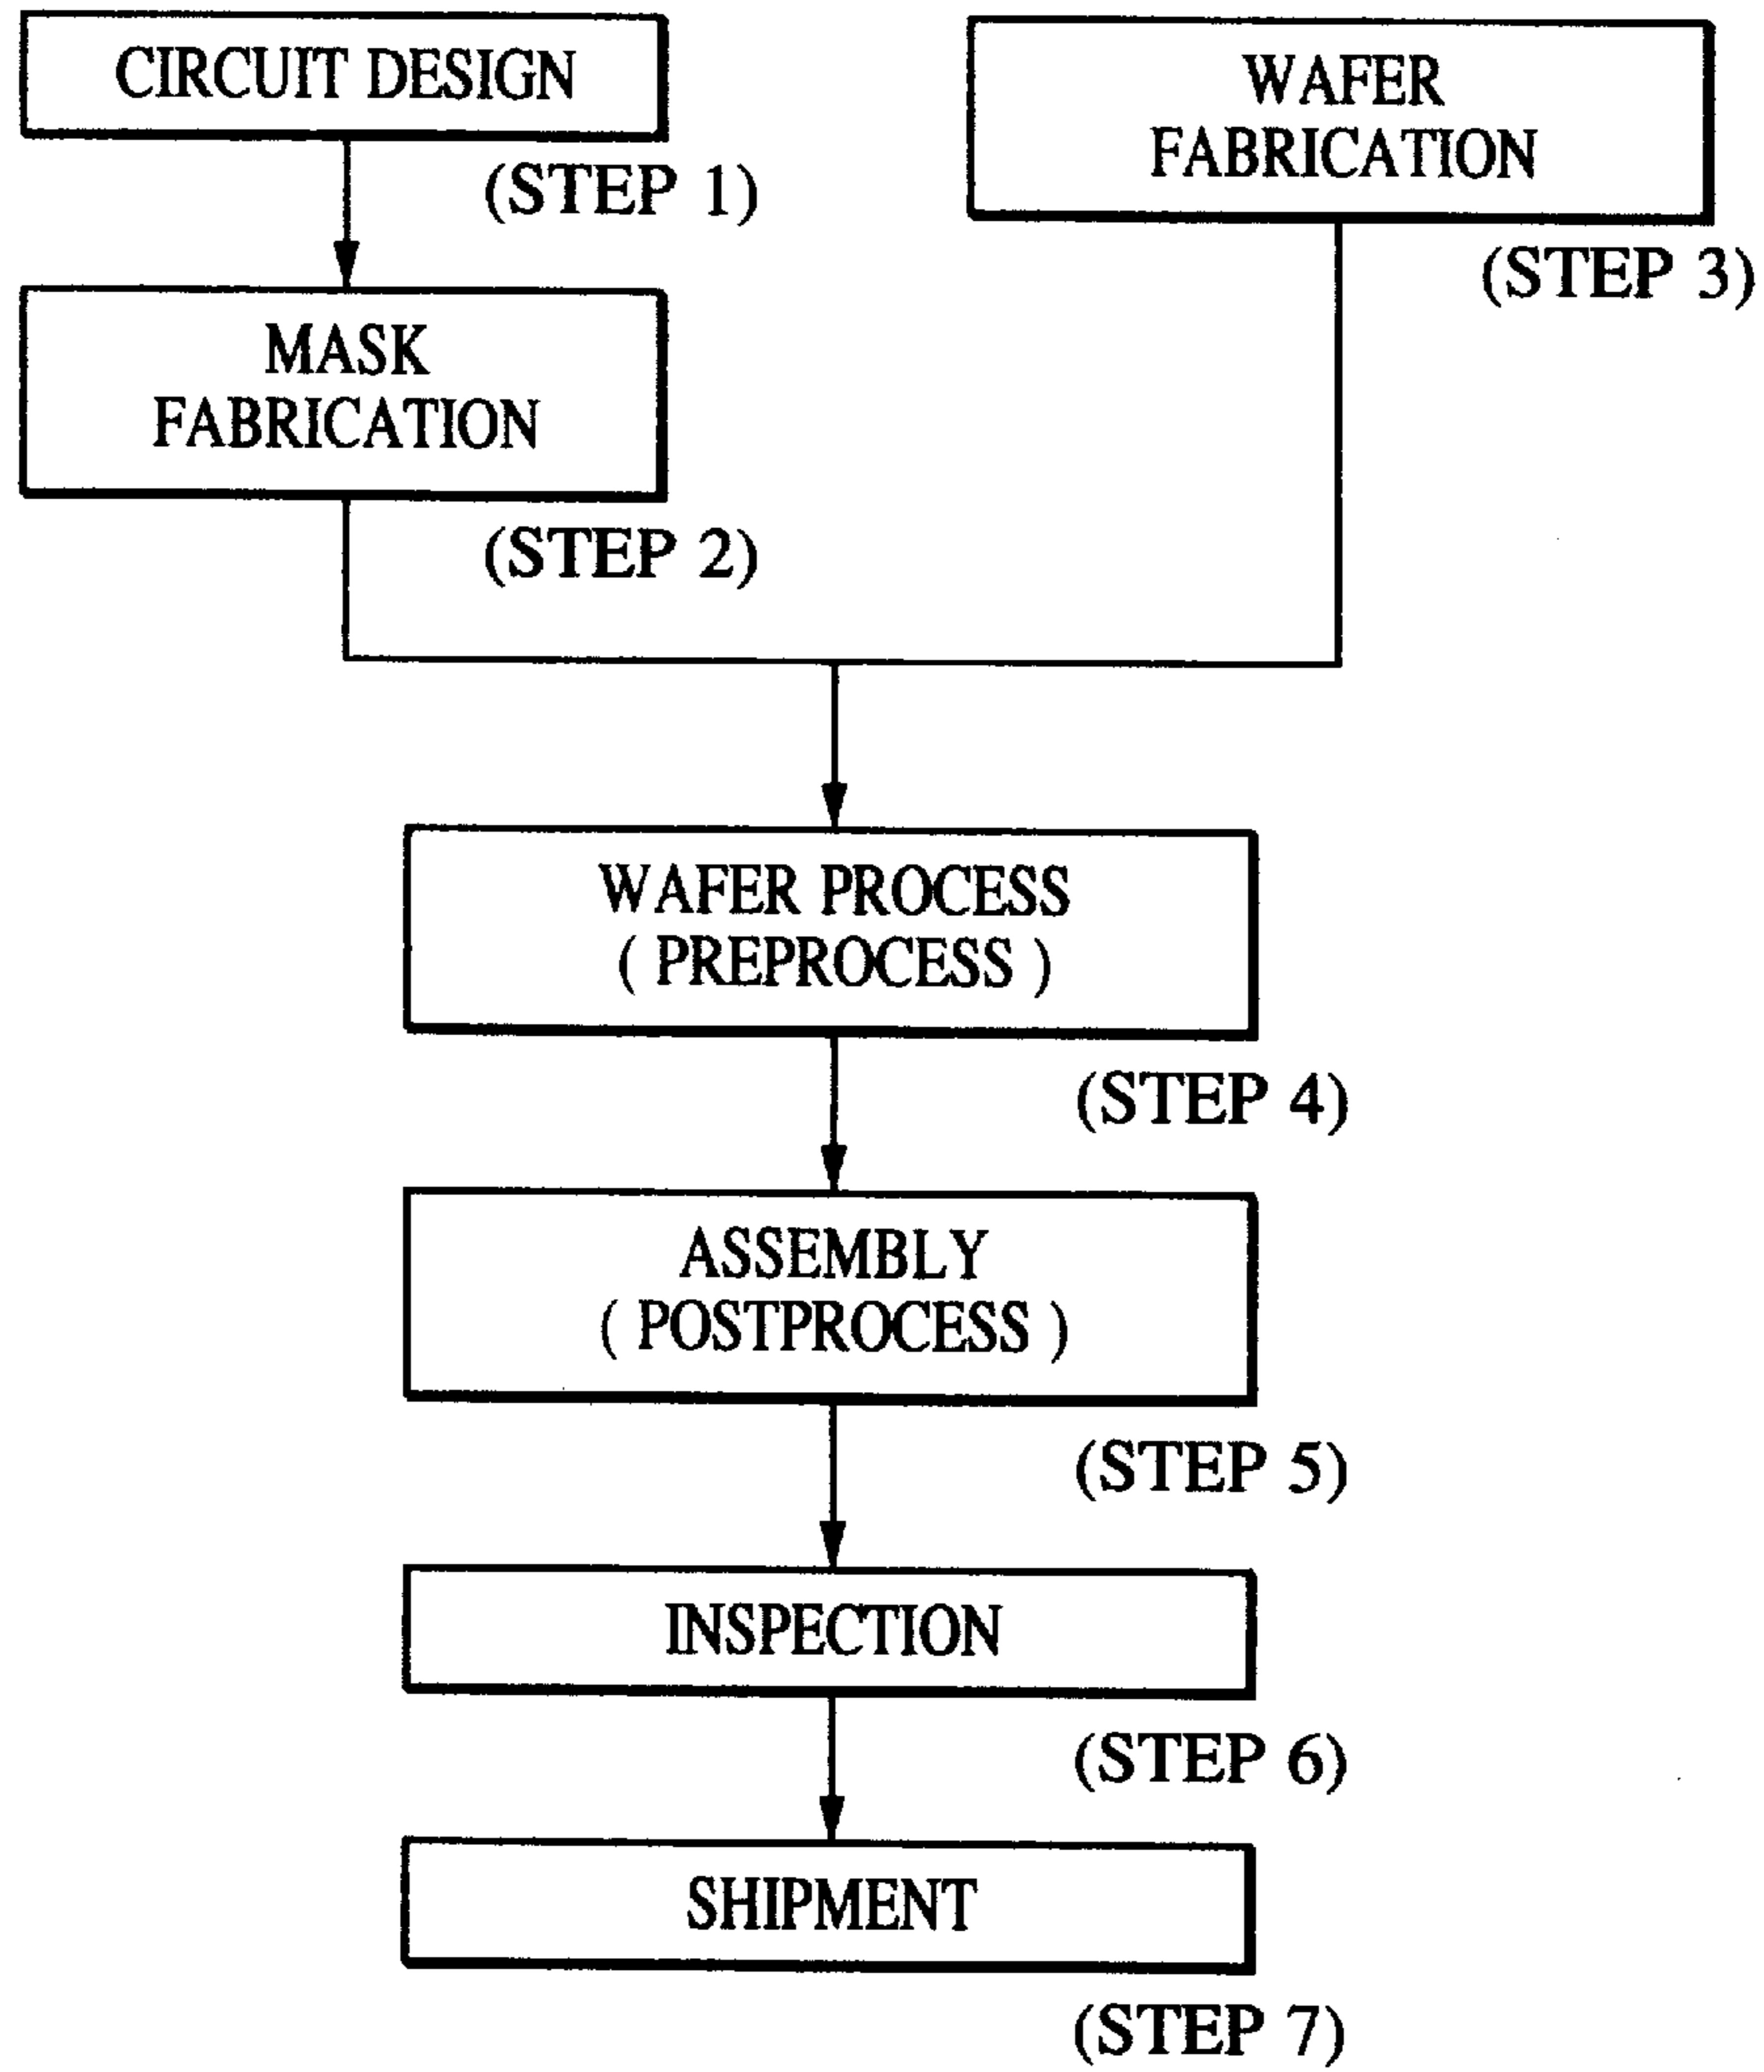 CIRCUIT DESIGN
(STEP 1)
MASK
FABRICATION
(STEP 2)
WAFER
FABRICATION
(STEP 3)
WAFER PROCESS
( PREPROCESS )
(STEP 4)
ASSEMBLY
( POSTPROCESS )
(STEP 5)
INSPECTION
(STEP 6)
SHIPMENT
(STEP 7)